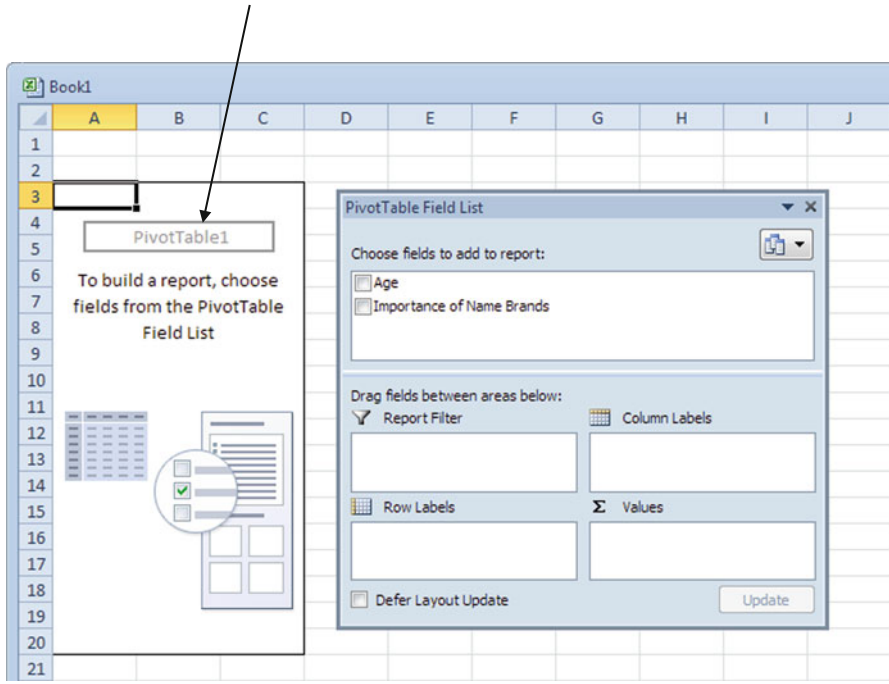 Book1
A B C D E F G H I J
1
2
3
4
5
6
7
8
9
10
11
12
13
14
15
16
17
18
19
20
21
PivotTable1
To build a report, choose
fields from the PivotTable
Field List
PivotTable Field List
Choose fields to add to report:
Age
Importance of Name Brands
Drag fields between areas below:
Report Filter
Column Labels
Row Labels
Σ Values
Defer Layout Update
Update